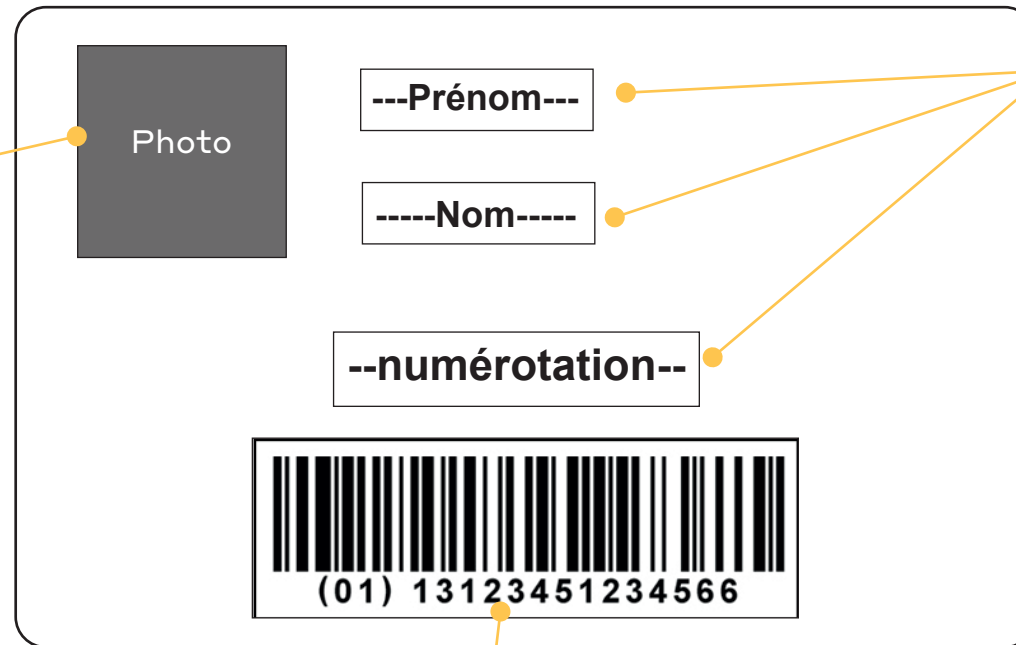 ---Prénom---
Photo
-----Nom-----
--numérotation--
(01) 13123451234566